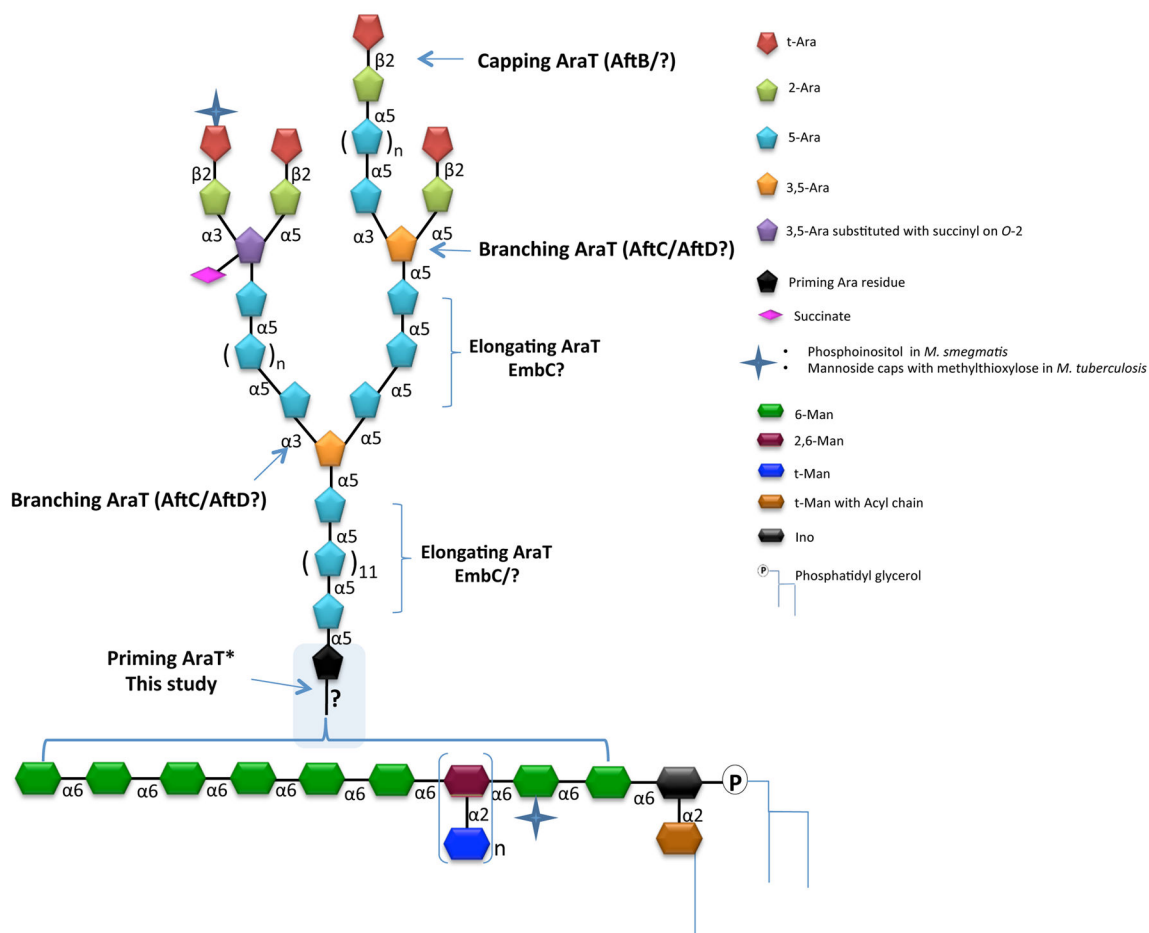 β2
Capping AraT (AftB/?)
α5
( )n
β2
β2
α5
β2
α3
α5
α3
α5
Branching AraT (AftC/AftD?)
α5
α5
( )n
α5
Elongating AraT
EmbC?
α5
α5
α3
α5
Branching AraT (AftC/AftD?)
α5
α5
( )11
α5
Elongating AraT
EmbC/?
α5
Priming AraT*
This study
?
α6
α6
α6
α6
α6
α6
α6
α6
α6
α2
n
α2
P
t-Ara
2-Ara
5-Ara
3,5-Ara
3,5-Ara substituted with succinyl on O-2
Priming Ara residue
Succinate
• Phosphoinositol in M. smegmatis
• Mannoside caps with methylthioxylose in M. tuberculosis
6-Man
2,6-Man
t-Man
t-Man with Acyl chain
Ino
P
Phosphatidyl glycerol